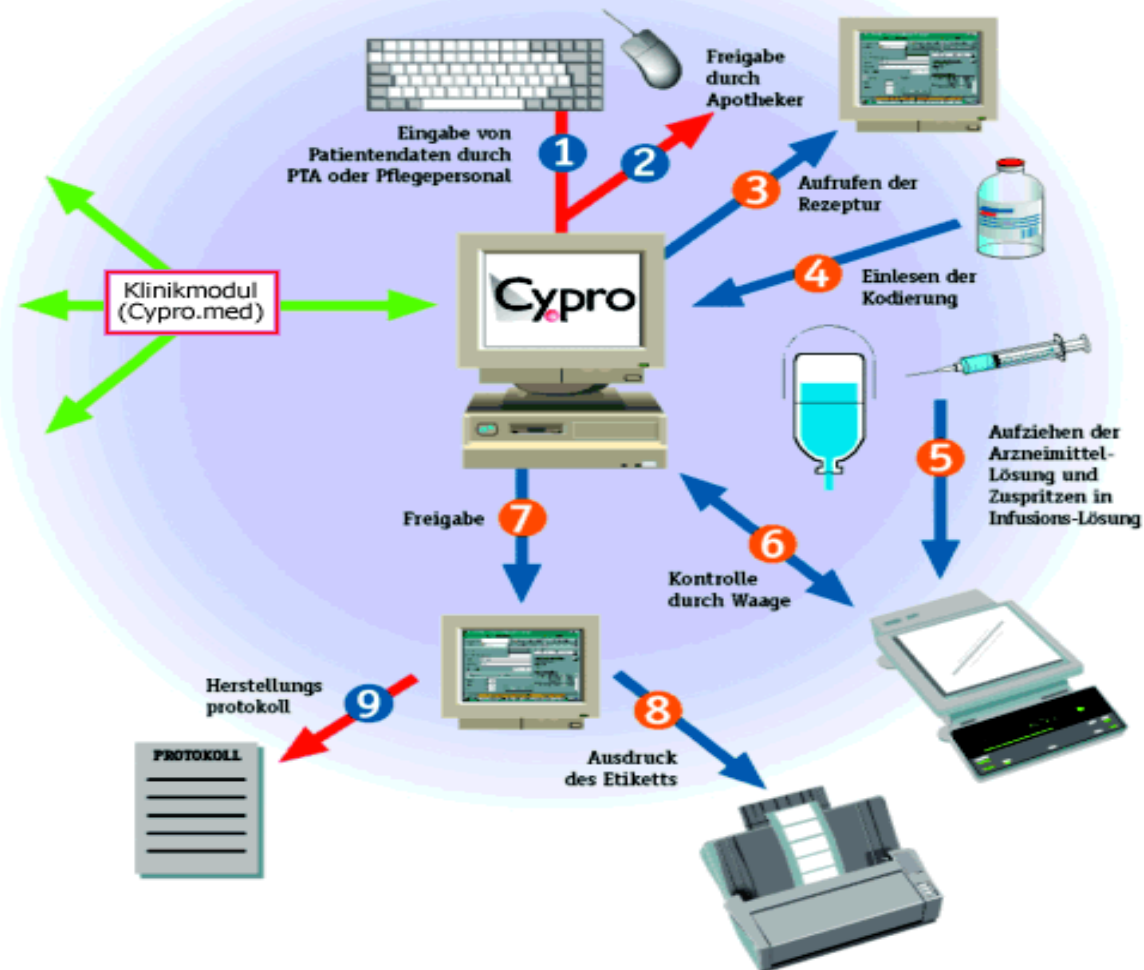 Eingabe von
Patientendaten durch
PTA oder Pflegepersonal
1
2
Freigabe
durch
Apotheker
3
Aufrufen der
Rezeptur
4
Einlesen der
Kodierung
Klinikmodul
(Cypro.med)
Cypro
5
Aufziehen der
Arzneimittel-
Lösung und
Zuspritzen in
Infusions-Lösung
6
Kontrolle
durch Waage
Freigabe 7
8
Ausdruck
des Etiketts
9
Herstellungs
protokoll
PROTOKOLL